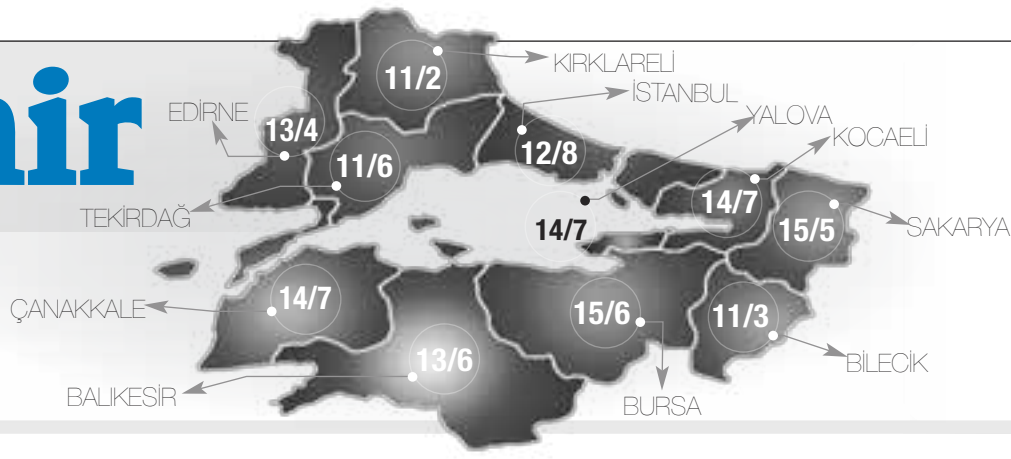 nir
11/2
KIRKLARELİ
İSTANBUL
EDİRNE
13/4
YALOVA
KOCAELİ
11/6
12/8
14/7
TEKİRDAĞ
14/7
15/5
SAKARYA
ÇANAKKALE
14/7
15/6
11/3
13/6
BİLECİK
BALIKESİR
BURSA